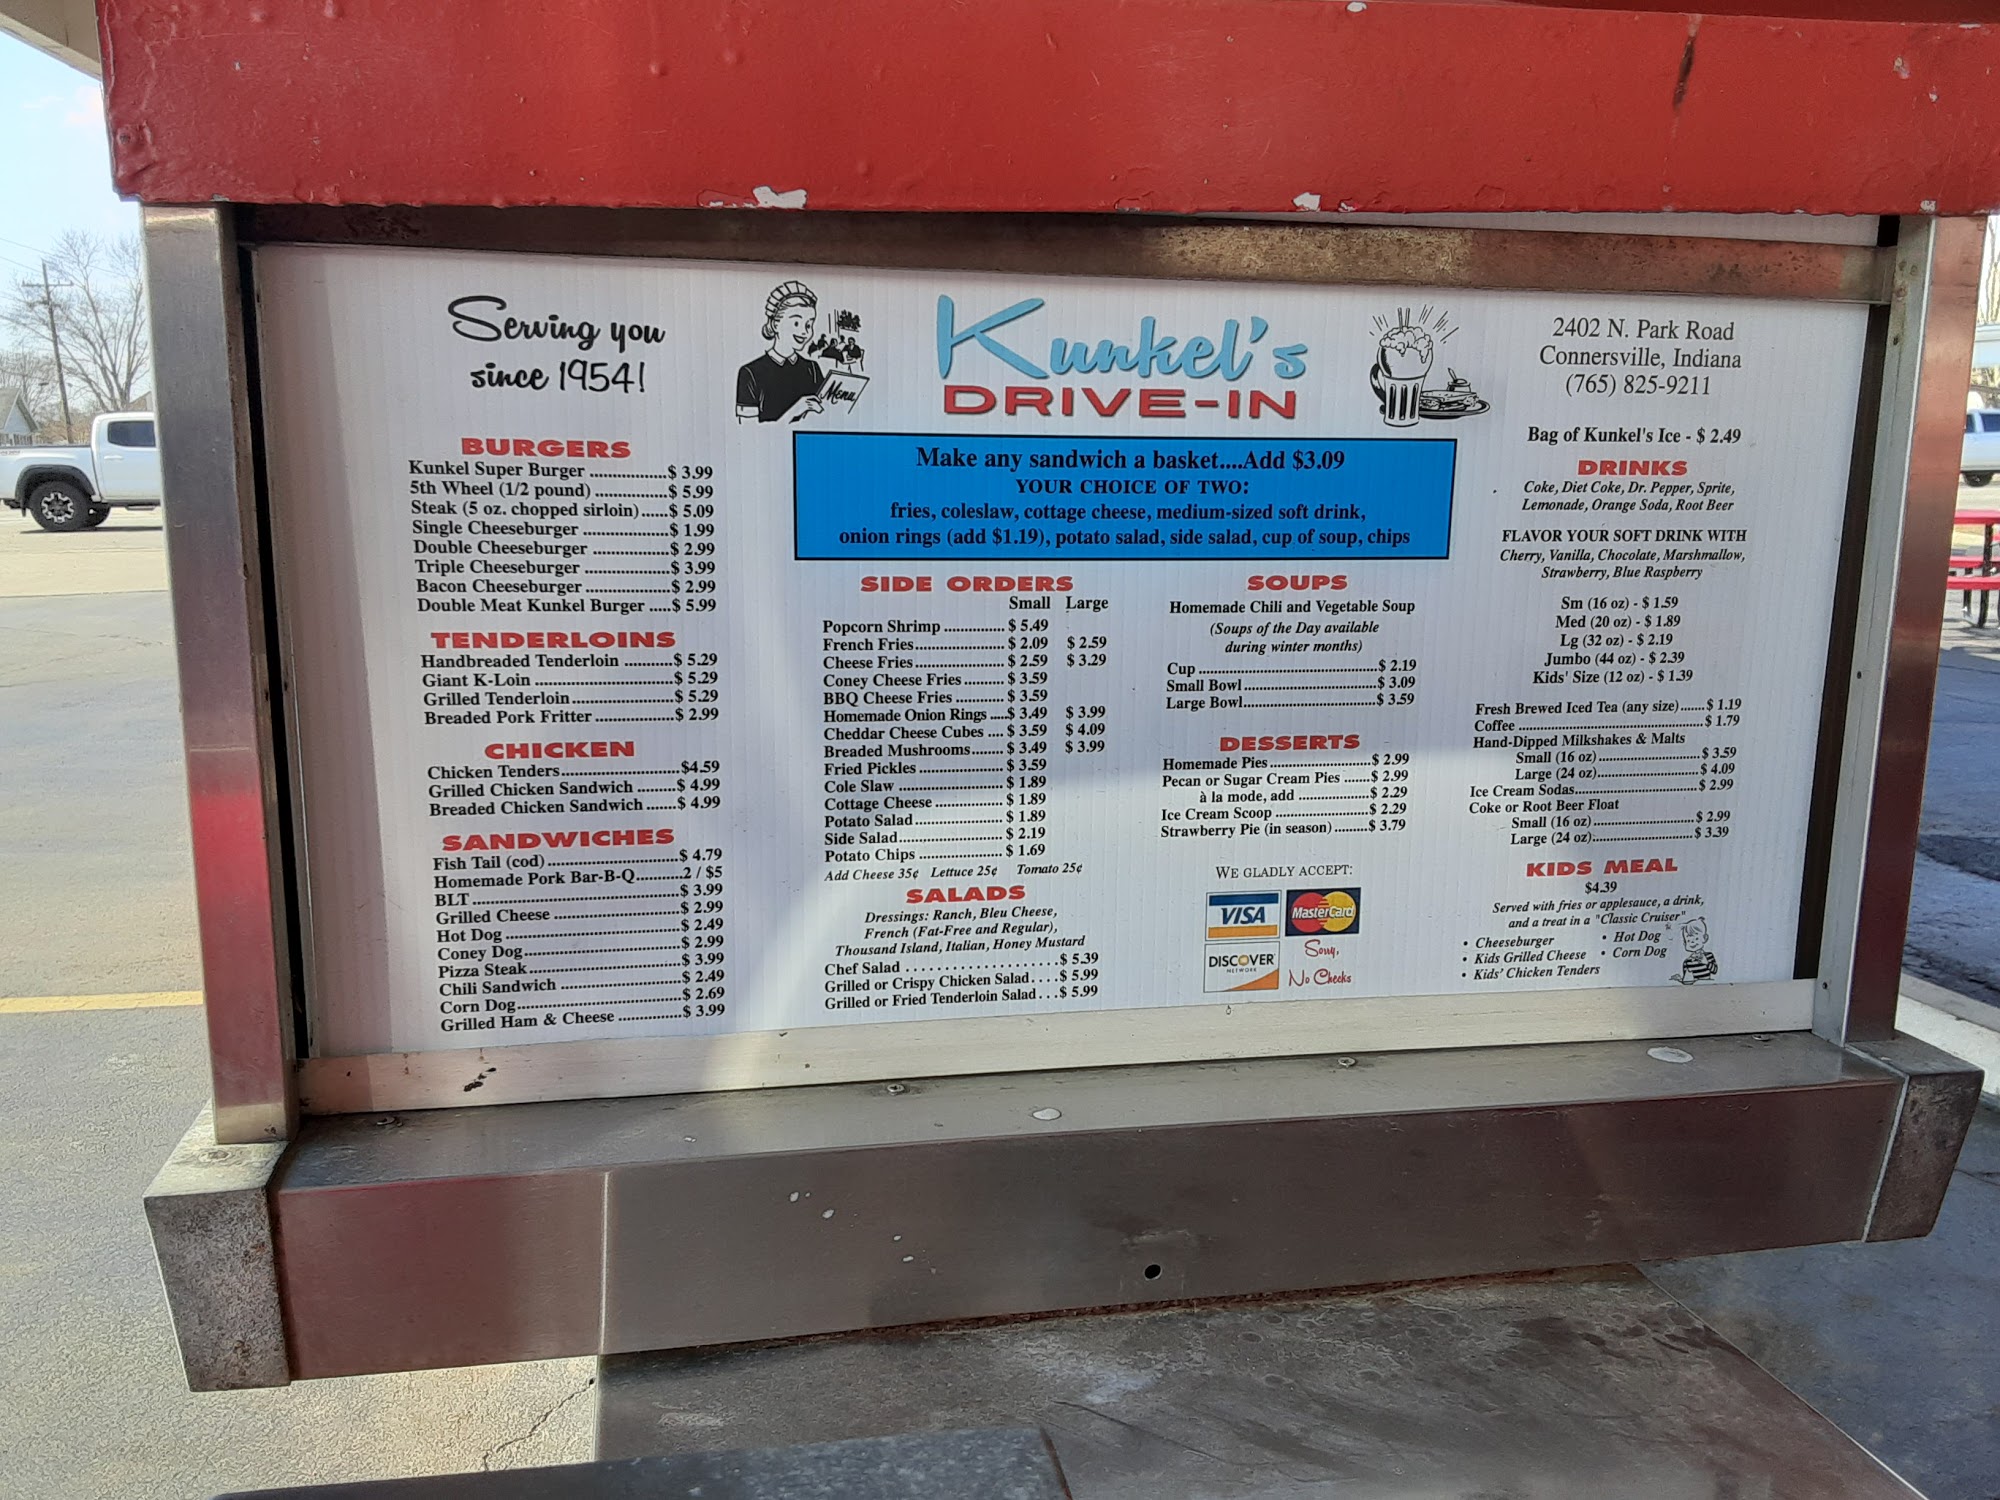 Serving you
since 1954!
Menu
Kunkel's
DRIVE-IN
2402 N. Park Road
Connersville, Indiana
(765) 825-9211
BURGERS
Kunkel Super Burger ................$ 3.99
5th Wheel (1/2 pound) ...............$ 5.99
Steak (5 oz. chopped sirloin)......$ 5.09
Single Cheeseburger ..................$ 1.99
Double Cheeseburger ................$ 2.99
Triple Cheeseburger ..................$ 3.99
Bacon Cheeseburger ..................$ 2.99
Double Meat Kunkel Burger .....$ 5.99
TENDERLOINS
Handbreaded Tenderloin ..........$ 5.29
Giant K-Loin .............................$ 5.29
Grilled Tenderloin......................$ 5.29
Breaded Pork Fritter .................$ 2.99
CHICKEN
Chicken Tenders.........................$4.59
Grilled Chicken Sandwich ........$ 4.99
Breaded Chicken Sandwich ......$ 4.99
SANDWICHES
Fish Tail (cod)............................$ 4.79
Homemade Pork Bar-B-Q..........2 / $5
BLT............................................$ 3.99
Grilled Cheese ..........................$ 2.99
Hot Dog.....................................$ 2.49
Coney Dog..................................$ 2.99
Pizza Steak................................$ 3.99
Chili Sandwich ..........................$ 2.49
Corn Dog....................................$ 2.69
Grilled Ham & Cheese .............$ 3.99
Make any sandwich a basket....Add $3.09
YOUR CHOICE OF TWO:
fries, coleslaw, cottage cheese, medium-sized soft drink,
onion rings (add $1.19), potato salad, side salad, cup of soup, chips
SIDE ORDERS
Small Large
Popcorn Shrimp .............. $ 5.49
French Fries.................... $ 2.09 $ 2.59
Cheese Fries.................... $ 2.59 $ 3.29
Coney Cheese Fries......... $ 3.59
BBQ Cheese Fries ........... $ 3.59
Homemade Onion Rings .....$ 3.49 $ 3.99
Cheddar Cheese Cubes .... $ 3.59 $ 4.09
Breaded Mushrooms....... $ 3.49 $ 3.99
Fried Pickles ................... $ 3.59
Cole Slaw ........................ $ 1.89
Cottage Cheese ............... $ 1.89
Potato Salad.................... $ 1.89
Side Salad....................... $ 2.19
Potato Chips ................... $ 1.69
Add Cheese 35¢ Lettuce 25¢ Tomato 25¢
SALADS
Dressings: Ranch, Bleu Cheese,
French (Fat-Free and Regular),
Thousand Island, Italian, Honey Mustard
Chef Salad . . . . . . . . . . . . . . . . . . $ 5.39
Grilled or Crispy Chicken Salad. . . . $ 5.99
Grilled or Fried Tenderloin Salad. . . $ 5.99
SOUPS
Homemade Chili and Vegetable Soup
(Soups of the Day available
during winter months)
Cup ...........................................$ 2.19
Small Bowl................................$ 3.09
Large Bowl................................$ 3.59
DESSERTS
Homemade Pies........................$ 2.99
Pecan or Sugar Cream Pies ......$ 2.99
à la mode, add .................$ 2.29
Ice Cream Scoop ......................$ 2.29
Strawberry Pie (in season).........$ 3.79
WE GLADLY ACCEPT:
VISA
MasterCard
DISCOVER
NETWORK
Sorry,
No Checks
Bag of Kunkel's Ice - $ 2.49
DRINKS
Coke, Diet Coke, Dr. Pepper, Sprite,
Lemonade, Orange Soda, Root Beer
FLAVOR YOUR SOFT DRINK WITH
Cherry, Vanilla, Chocolate, Marshmallow,
Strawberry, Blue Raspberry
Sm (16 oz) - $ 1.59
Med (20 oz) - $ 1.89
Lg (32 oz) - $ 2.19
Jumbo (44 oz) - $ 2.39
Kids' Size (12 oz) - $ 1.39
Fresh Brewed Iced Tea (any size)......$ 1.19
Coffee .............................................$ 1.79
Hand-Dipped Milkshakes & Malts
Small (16 oz).........................$ 3.59
Large (24 oz).........................$ 4.09
Ice Cream Sodas.............................$ 2.99
Coke or Root Beer Float
Small (16 oz).........................$ 2.99
Large (24 oz):........................$ 3.39
KIDS MEAL
$4.39
Served with fries or applesauce, a drink,
and a treat in a "Classic Cruiser"
• Cheeseburger
• Kids Grilled Cheese
• Kids' Chicken Tenders
• Hot Dog
• Corn Dog